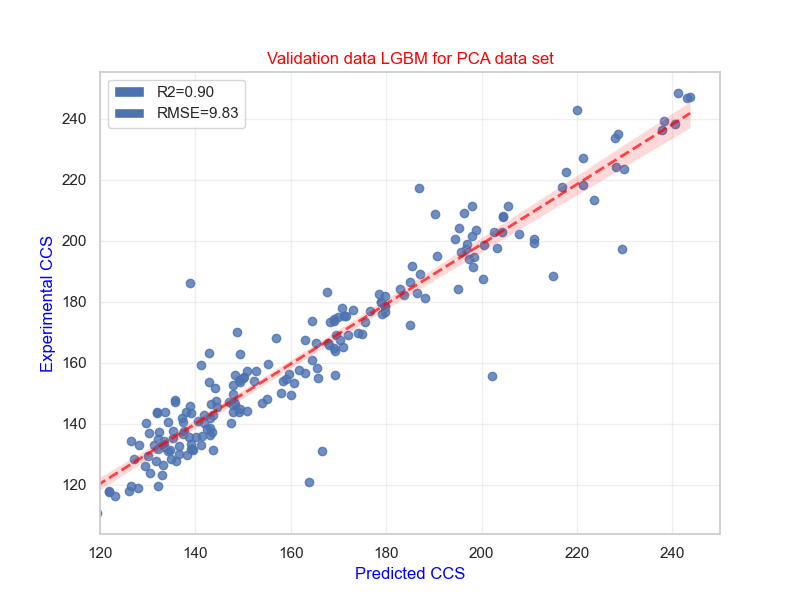 Validation data LGBM for PCA data set
R2=0.90
RMSE=9.83
240
220
200
180
160
140
120
Experimental CCS
120 140 160 180 200 220 240
Predicted CCS